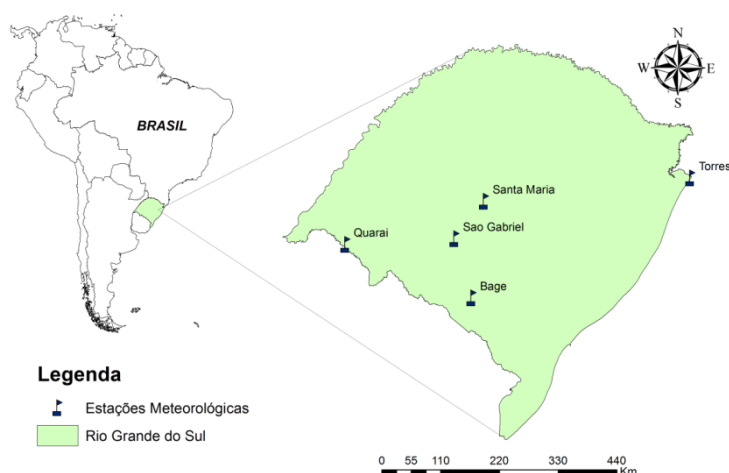 BRASIL
N
W E
S
Torres
Santa Maria
Quarai
Sao Gabriel
Bage
Legenda
Estações Meteorológicas
Rio Grande do Sul
0 55 110 220 330 440
Km